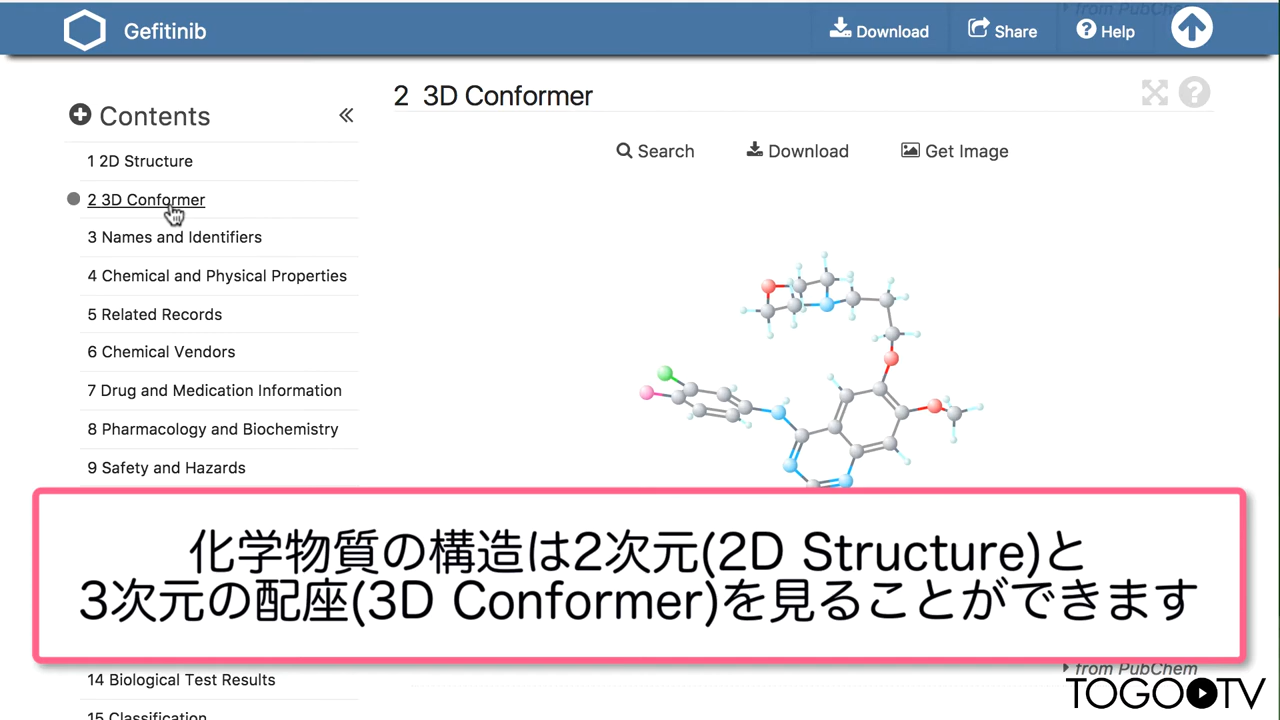 from PubChem
Gefitinib
Download
Share
Help
Contents
1 2D Structure
2 3D Conformer
3 Names and Identifiers
4 Chemical and Physical Properties
5 Related Records
6 Chemical Vendors
7 Drug and Medication Information
8 Pharmacology and Biochemistry
9 Safety and Hazards
14 Biological Test Results
15 Classification
2 3D Conformer
Search
Download
Get Image
化学物質の構造は2次元(2D Structure)と
3次元の配座(3D Conformer)を見ることができます
from PubChem
TOGOTV